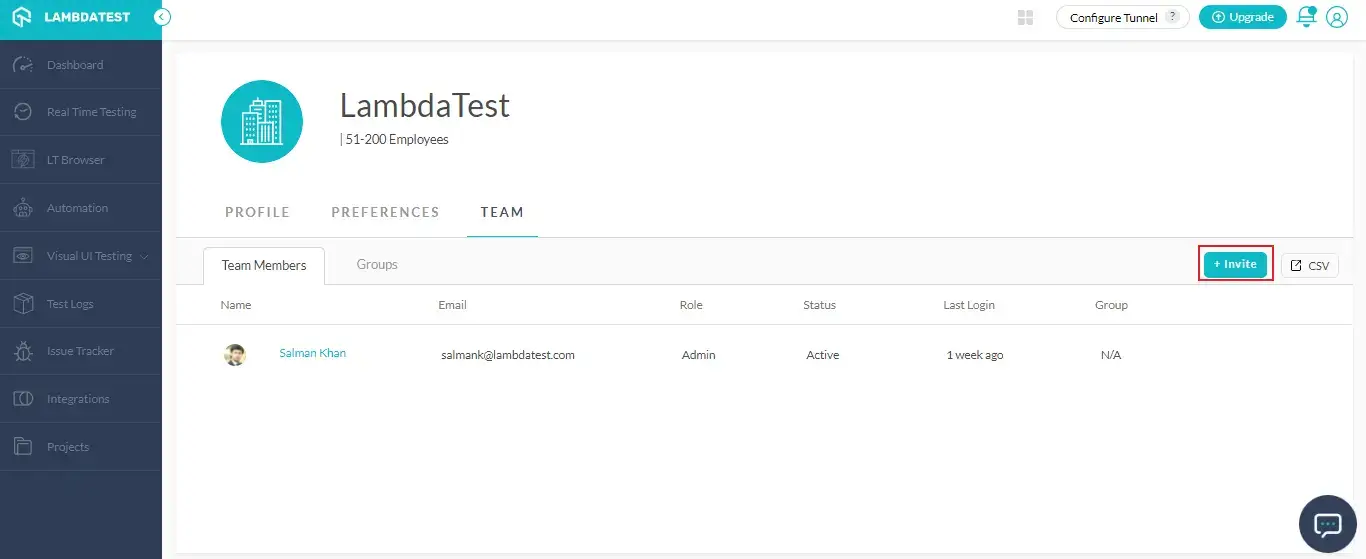 LAMBDATEST
Configure Tunnel ?
Upgrade
Dashboard
Real Time Testing
LT Browser
Automation
Visual UI Testing
Test Logs
Issue Tracker
Integrations
Projects
LambdaTest
| 51-200 Employees
PROFILE PREFERENCES TEAM
Team Members Groups + Invite CSV
Name Email Role Status Last Login Group
Salman Khan salmank@lambdatest.com Admin Active 1 week ago N/A